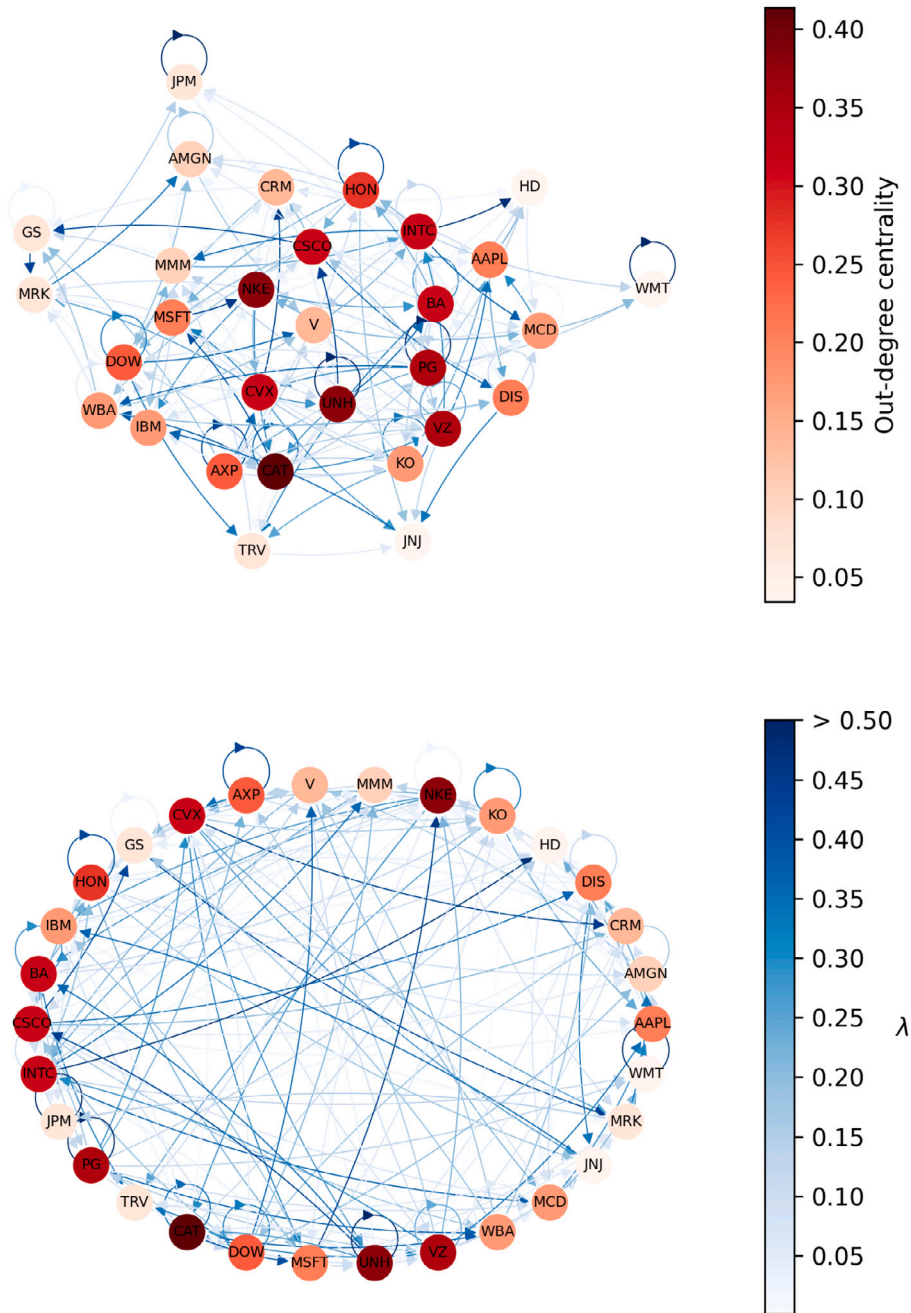 JPM
AMGN
CRM
HON
HD
GS
CSCO
INTC
AAPL
MMM
MRK
NKE
WMT
MSFT
V
BA
MCD
DOW
PG
CVX
UNH
DIS
WBA
IBM
VZ
AXP
CAT
KO
TRV
JNJ
0.40
0.35
0.30
0.25
0.20
0.15
0.10
0.05
Out-degree centrality
AXP
V
MMM
NKE
CVX
KO
GS
HD
HON
DIS
IBM
CRM
BA
AMGN
CSCO
AAPL
INTC
WMT
JPM
MRK
PG
JNJ
TRV
MCD
CAT
WBA
DOW
VZ
MSFT
UNH
> 0.50
0.45
0.40
0.35
0.30
0.25
0.20
0.15
0.10
0.05
λ